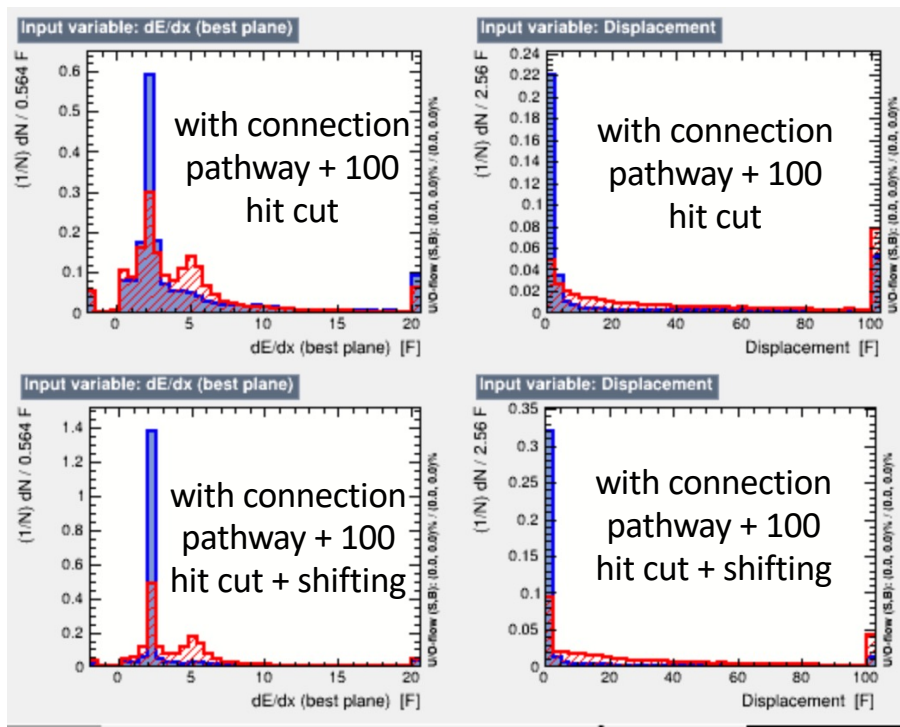 Input variable: dE/dx (best plane)
(1/N) dN / 0.564 F
0.6
0.5
0.4
0.3
0.2
0.1
0
with connection
pathway + 100
hit cut
U/O-flow (S,B): (0.0, 0.0)% / (0.0, 0.0)%
0 5 10 15 20
dE/dx (best plane) [F]
Input variable: Displacement
(1/N) dN / 2.56 F
0.24
0.22
0.2
0.18
0.16
0.14
0.12
0.1
0.08
0.06
0.04
0.02
0
with connection
pathway + 100
hit cut
U/O-flow (S,B): (0.0, 0.0)% / (0.0, 0.0)%
0 20 40 60 80 100
Displacement [F]
Input variable: dE/dx (best plane)
(1/N) dN / 0.564 F
1.4
1.2
1
0.8
0.6
0.4
0.2
0
with connection
pathway + 100
hit cut + shifting
U/O-flow (S,B): (0.0, 0.0)% / (0.0, 0.0)%
0 5 10 15 20
dE/dx (best plane) [F]
Input variable: Displacement
(1/N) dN / 2.56 F
0.35
0.3
0.25
0.2
0.15
0.1
0.05
0
with connection
pathway + 100
hit cut + shifting
U/O-flow (S,B): (0.0, 0.0)% / (0.0, 0.0)%
0 20 40 60 80 100
Displacement [F]